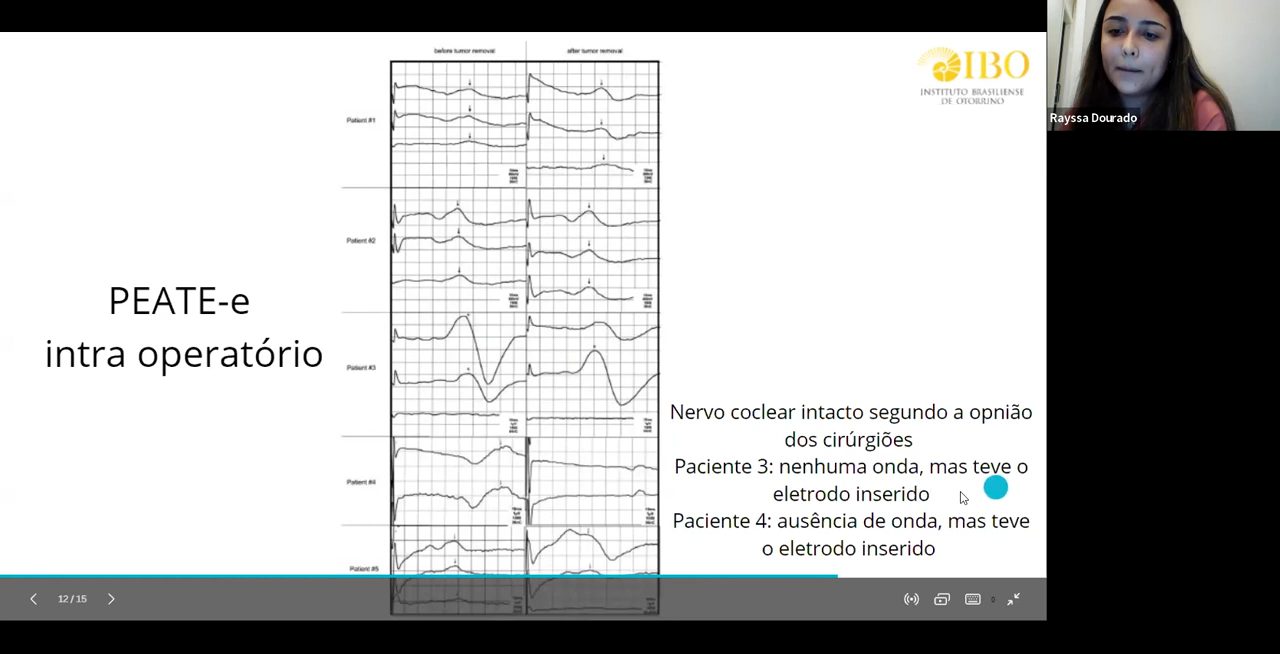 before tumor removal
after tumor removal
IBO
INSTITUTO BRASILIENSE
DE OTORRINO
Rayssa Dourado
Patient #1
Patient #2
PEATE-e
intra operatório
Patient #3
Nervo coclear intacto segundo a opnião
dos cirúrgiões
Paciente 3: nenhuma onda, mas teve o
eletrodo inserido
Patient #4
Paciente 4: ausência de onda, mas teve
o eletrodo inserido
Patient #5
12 / 15
0